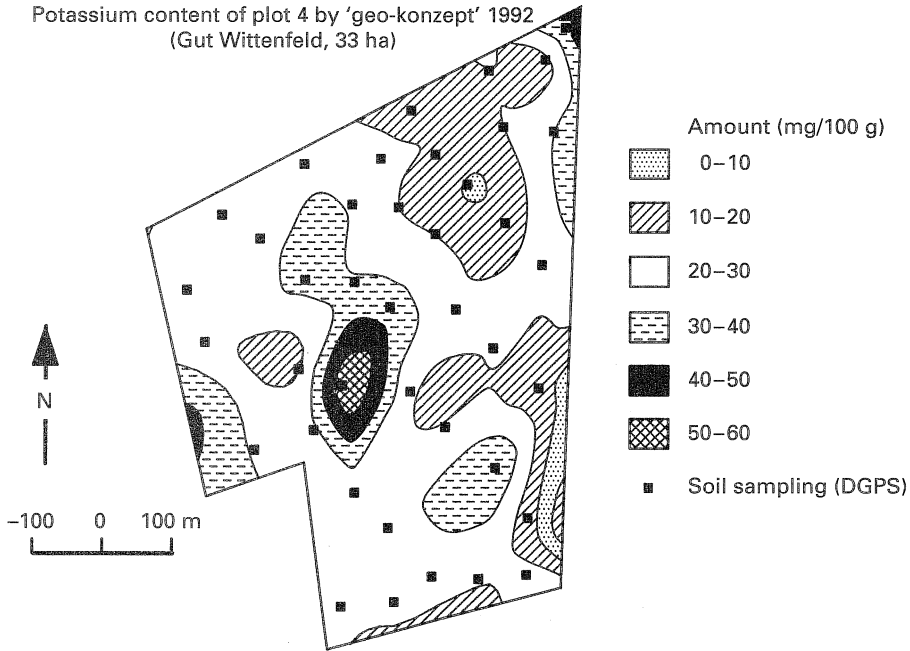 Potassium content of plot 4 by ‘geo-konzept’ 1992
(Gut Wittenfeld, 33 ha)
Amount (mg/100 g)
0–10
10–20
20–30
30–40
40–50
50–60
Soil sampling (DGPS)
N
–100 0 100 m